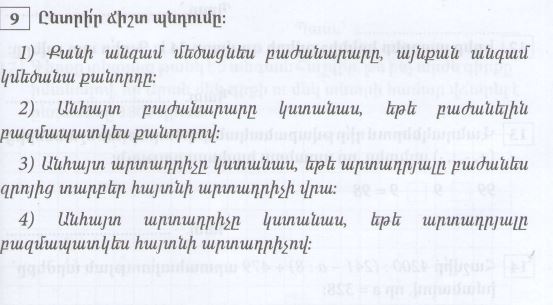 9 Ընտրի՛ր ճիշտ պնդումը:
1) Քանի անգամ մեծացնես բաժանարարը, այնքան անգամ
կմեծանա քանորդը:
2) Անհայտ բաժանարարը կստանաս, եթե բաժանելին
բազմապատկես քանորդով:
3) Անհայտ արտադրիչը կստանաս, եթե արտադրյալը բաժանես
զրոյից տարբեր հայտնի արտադրիչի վրա:
4) Անհայտ արտադրիչը կստանաս, եթե արտադրյալը
բազմապատկես հայտնի արտադրիչով: